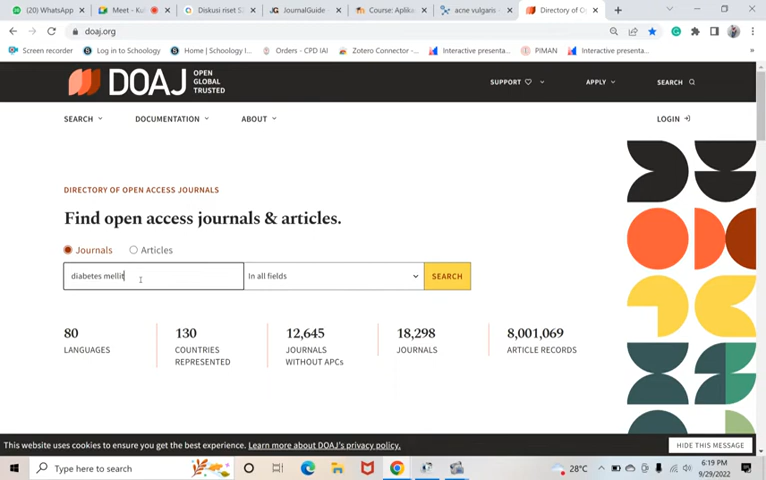 (20) WhatsApp
Meet - Ku
Diskusi riset S
JournalGuide
Course: Aplika
acne vulgaris -
Directory of O
doaj.org
Screen recorder
Log in to Schoology
Home | Schoology I...
Orders - CPD IAI
Zotero Connector -...
Interactive presenta...
PIMAN
Interactive presenta...
DOAJ
OPEN
GLOBAL
TRUSTED
SUPPORT
APPLY
SEARCH
SEARCH
DOCUMENTATION
ABOUT
LOGIN
DIRECTORY OF OPEN ACCESS JOURNALS
Find open access journals & articles.
Journals
Articles
diabetes mellit
In all fields
SEARCH
80
LANGUAGES
130
COUNTRIES
REPRESENTED
12,645
JOURNALS
WITHOUT APCs
18,298
JOURNALS
8,001,069
ARTICLE RECORDS
This website uses cookies to ensure you get the best experience. Learn more about DOAJ's privacy policy.
HIDE THIS MESSAGE
Type here to search
28°C
6:19 PM
9/29/2022